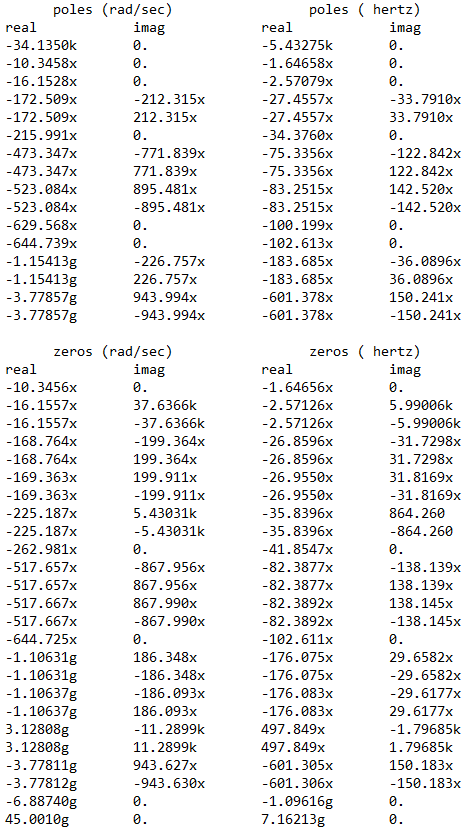 poles (rad/sec) poles ( hertz)
real imag real imag
-34.1350k 0. -5.43275k 0.
-10.3458x 0. -1.64658x 0.
-16.1528x 0. -2.57079x 0.
-172.509x -212.315x -27.4557x -33.7910x
-172.509x 212.315x -27.4557x 33.7910x
-215.991x 0. -34.3760x 0.
-473.347x -771.839x -75.3356x -122.842x
-473.347x 771.839x -75.3356x 122.842x
-523.084x 895.481x -83.2515x 142.520x
-523.084x -895.481x -83.2515x -142.520x
-629.568x 0. -100.199x 0.
-644.739x 0. -102.613x 0.
-1.15413g -226.757x -183.685x -36.0896x
-1.15413g 226.757x -183.685x 36.0896x
-3.77857g 943.994x -601.378x 150.241x
-3.77857g -943.994x -601.378x -150.241x
zeros (rad/sec) zeros ( hertz)
real imag real imag
-10.3456x 0. -1.64656x 0.
-16.1557x 37.6366k -2.57126x 5.99006k
-16.1557x -37.6366k -2.57126x -5.99006k
-168.764x -199.364x -26.8596x -31.7298x
-168.764x 199.364x -26.8596x 31.7298x
-169.363x 199.911x -26.9550x 31.8169x
-169.363x -199.911x -26.9550x -31.8169x
-225.187x 5.43031k -35.8396x 864.260
-225.187x -5.43031k -35.8396x -864.260
-262.981x 0. -41.8547x 0.
-517.657x -867.956x -82.3877x -138.139x
-517.657x 867.956x -82.3877x 138.139x
-517.667x 867.990x -82.3892x 138.145x
-517.667x -867.990x -82.3892x -138.145x
-644.725x 0. -102.611x 0.
-1.10631g 186.348x -176.075x 29.6582x
-1.10631g -186.348x -176.075x -29.6582x
-1.10637g -186.093x -176.083x -29.6177x
-1.10637g 186.093x -176.083x 29.6177x
3.12808g -11.2899k 497.849x -1.79685k
3.12808g 11.2899k 497.849x 1.79685k
-3.77811g 943.627x -601.305x 150.183x
-3.77812g -943.630x -601.306x -150.183x
-6.88740g 0. -1.09616g 0.
45.0010g 0. 7.16213g 0.